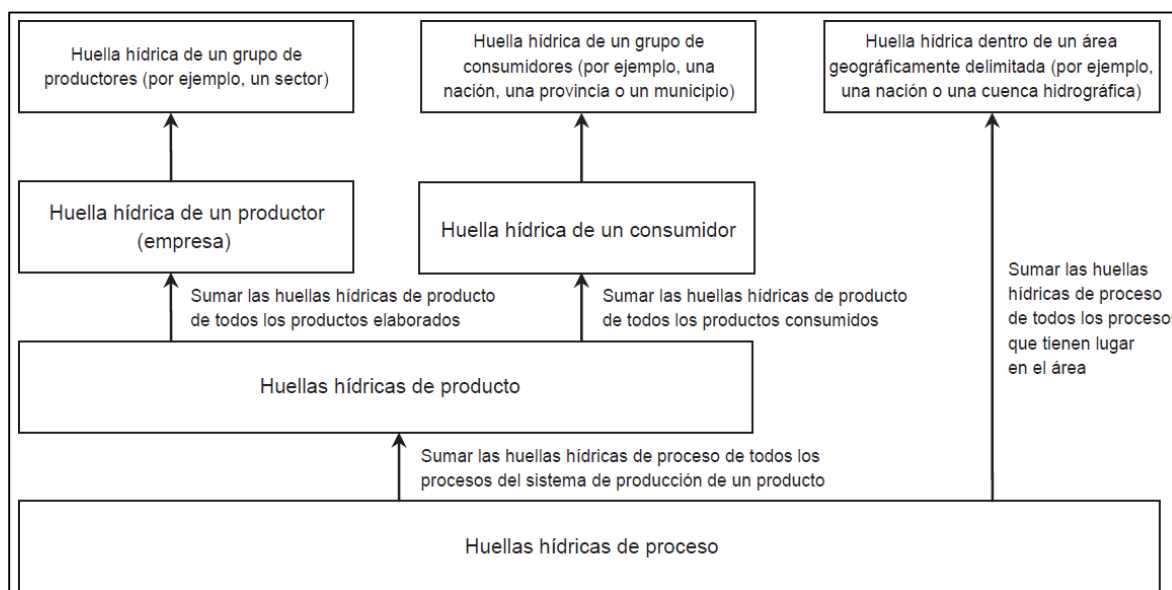 Huella hídrica de un grupo de
productores (por ejemplo, un sector)
Huella hídrica de un grupo de
consumidores (por ejemplo, una
nación, una provincia o un municipio)
Huella hídrica dentro de un área
geográficamente delimitada (por ejemplo,
una nación o una cuenca hidrográfica)
Huella hídrica de un productor
(empresa)
Huella hídrica de un consumidor
Sumar las huellas hídricas de producto
de todos los productos elaborados
Sumar las huellas hídricas de producto
de todos los productos consumidos
Sumar las huellas
hídricas de proceso
de todos los procesos
que tienen lugar
en el área
Huellas hídricas de producto
Sumar las huellas hídricas de proceso de todos los
procesos del sistema de producción de un producto
Huellas hídricas de proceso